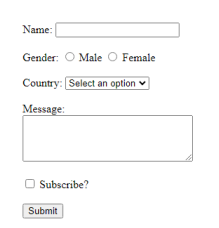 Name:
Gender: Male Female
Country: Select an option
Message:
Subscribe?
Submit